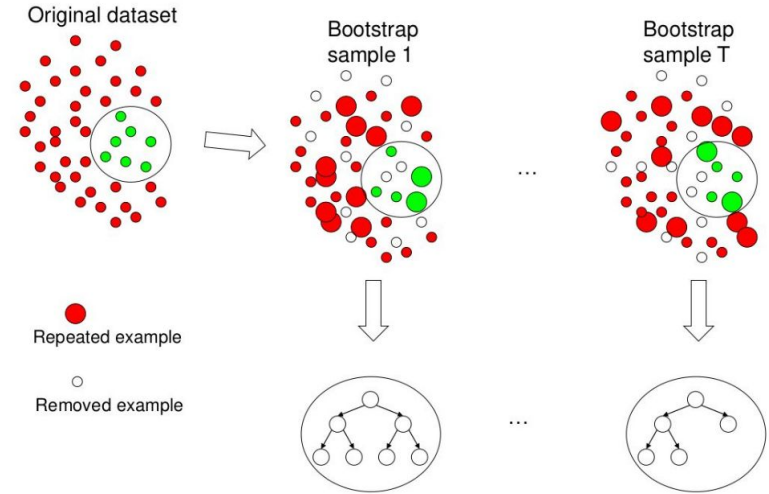 Original dataset
Bootstrap
sample 1
Bootstrap
sample T
...
Repeated example
Removed example
...